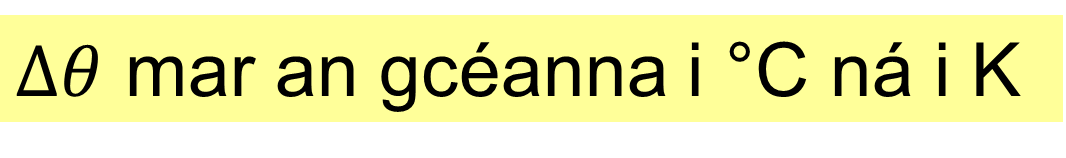 Δθ mar an gcéanna i °C ná i K